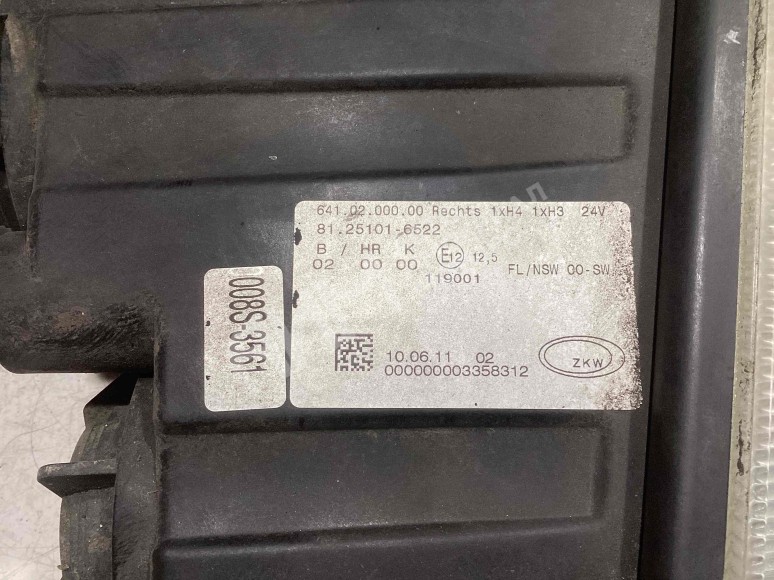 641.02.000.00 Rechts 1xH4 1xH3 24V
81.25101-6522
B / HR K
E12 12,5
02 00 00
119001
FL/NSW 00-SW
10.06.11 02
000000003358312
ZKW
008S-3561